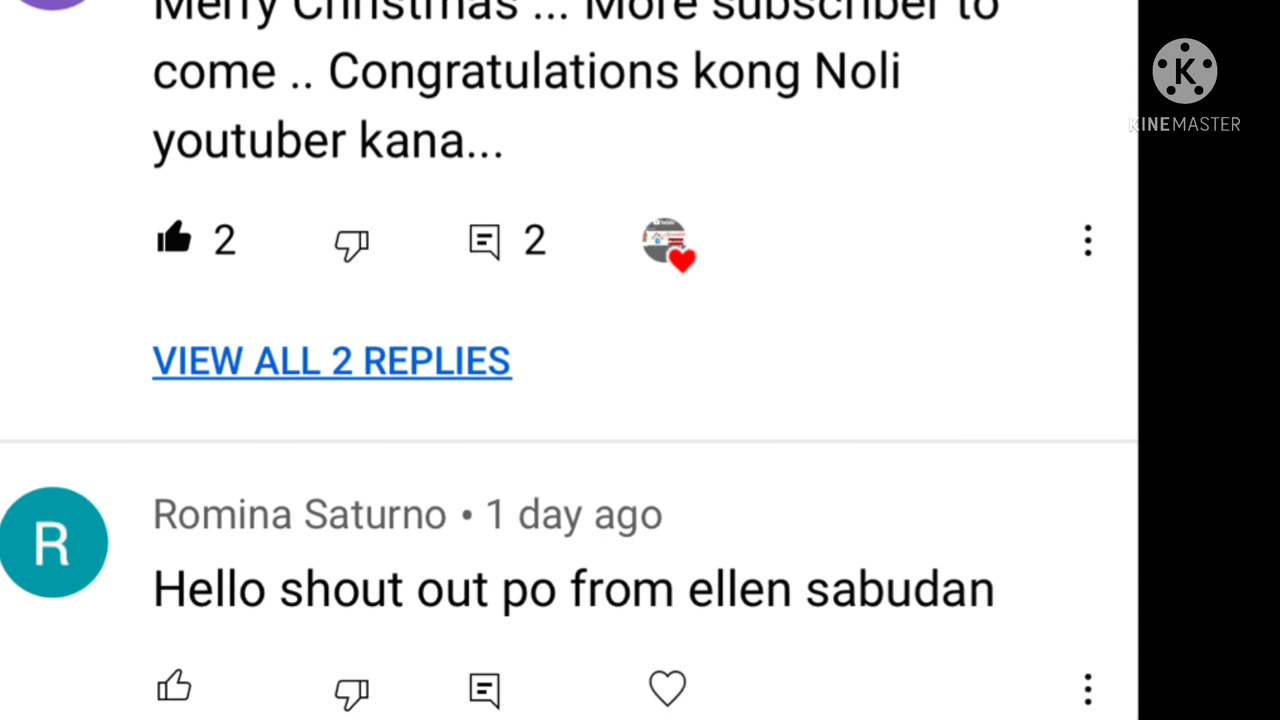 Merry Christmas ... More subscriber to
come .. Congratulations kong Noli
youtuber kana...
2
2
VIEW ALL 2 REPLIES
R
Romina Saturno • 1 day ago
Hello shout out po from ellen sabudan
K
KINEMASTER